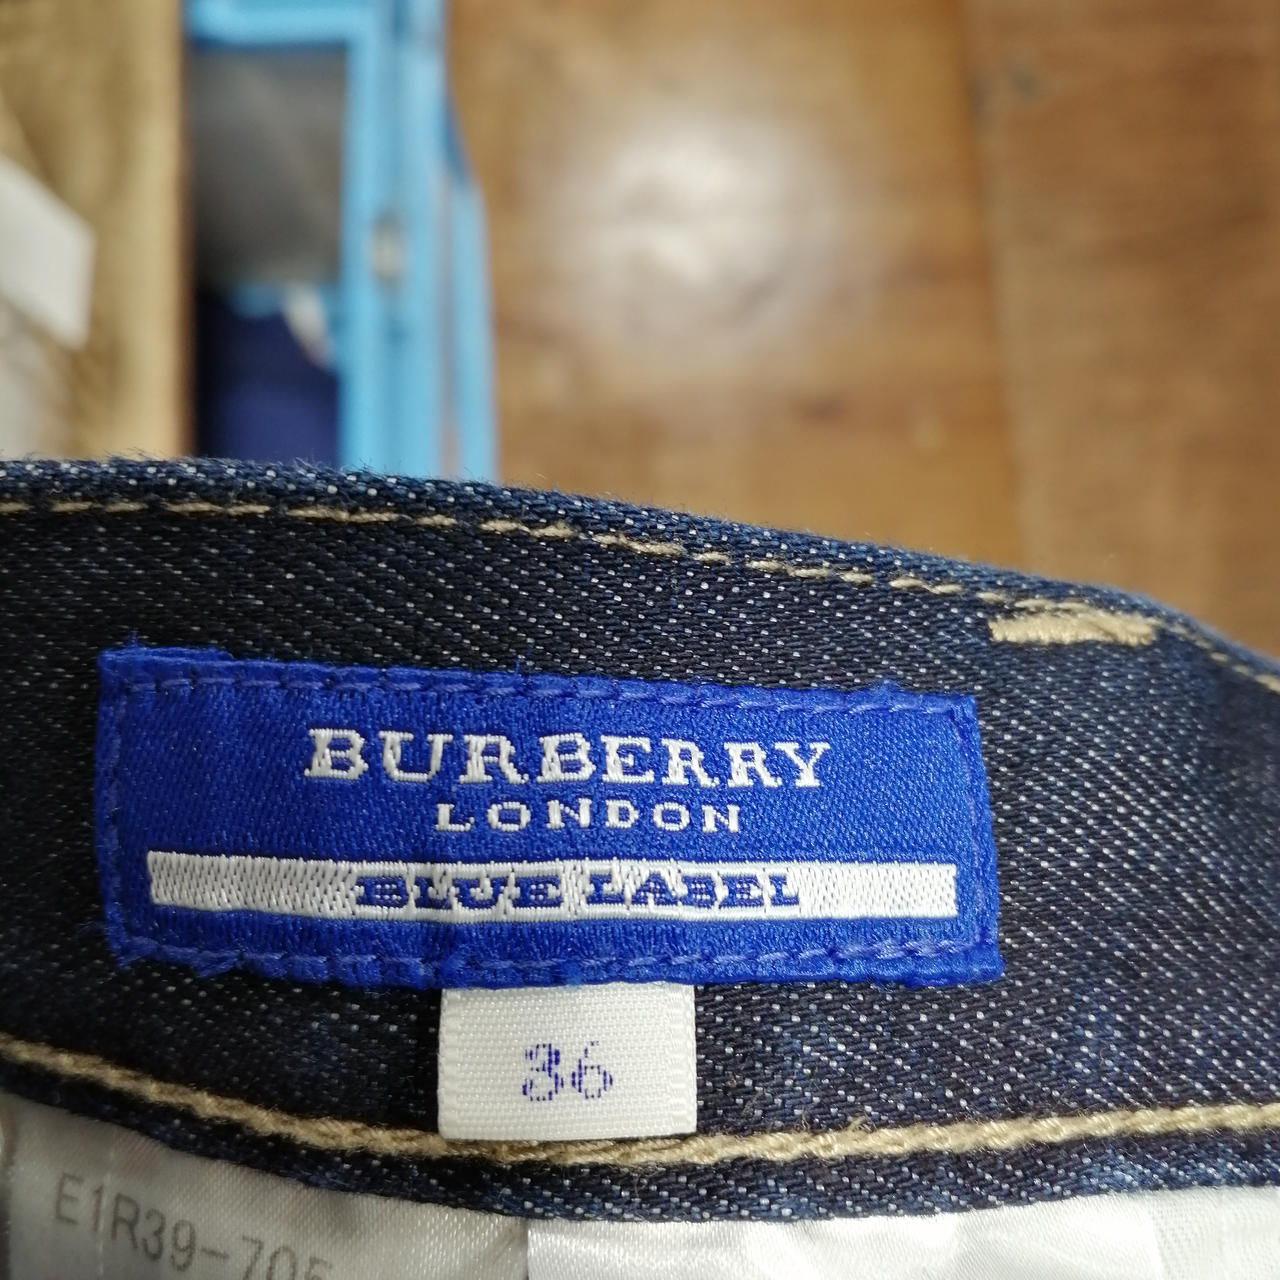 BURBERRY
LONDON
BLUE LABEL
36
E1R39-705